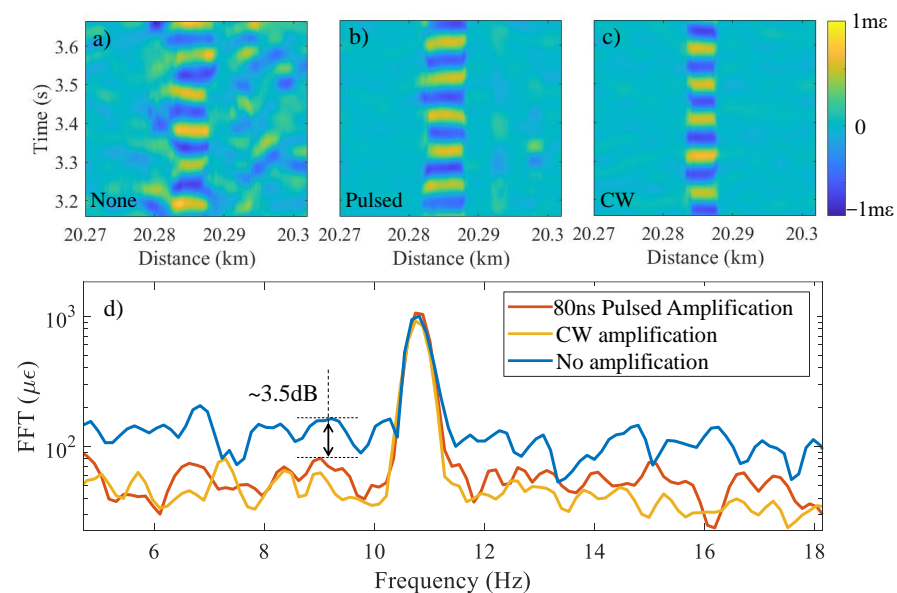 a)
b)
c)
1mε
0
−1mε
Time (s)
3.6
3.5
3.4
3.3
3.2
None
Pulsed
CW
20.27 20.28 20.29 20.3
20.27 20.28 20.29 20.3
20.27 20.28 20.29 20.3
Distance (km)
Distance (km)
Distance (km)
d)
80ns Pulsed Amplification
CW amplification
No amplification
~3.5dB
FFT (μϵ)
10³
10²
6 8 10 12 14 16 18
Frequency (Hz)